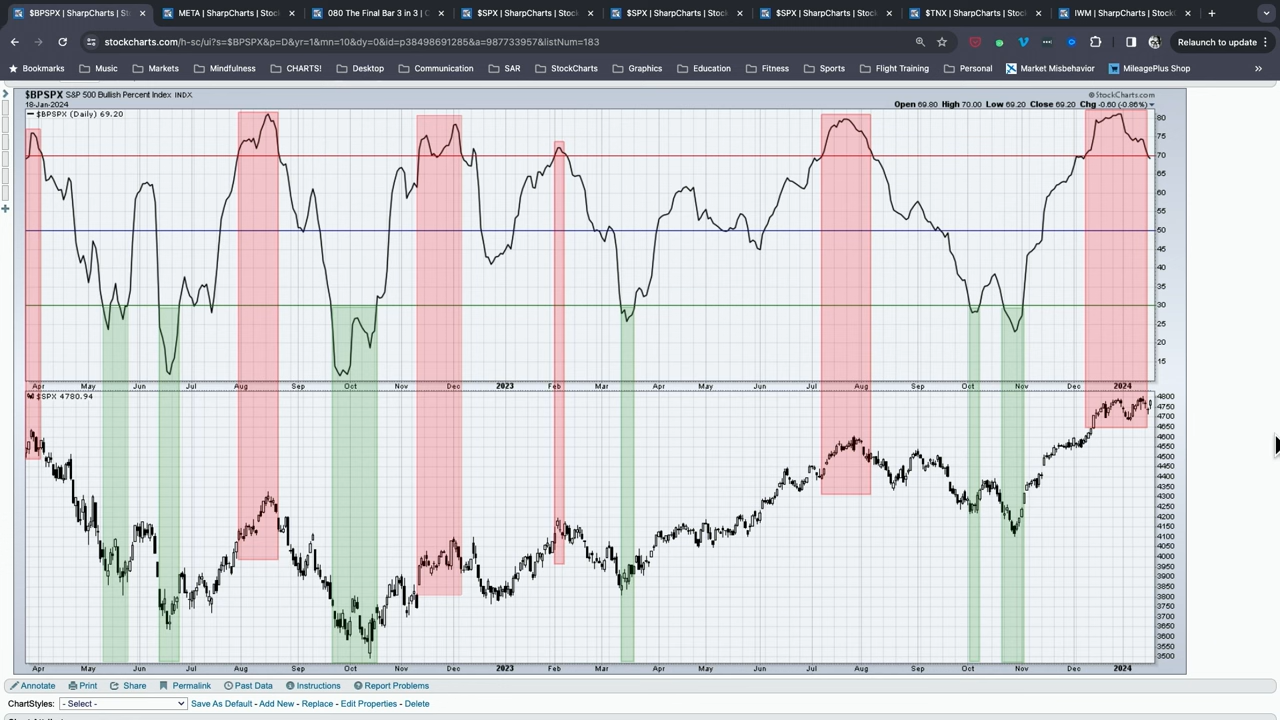 $BPSPX | SharpCharts | St
META | SharpCharts | Stoc
080 The Final Bar 3 in 3 | C
$SPX | SharpCharts | Stoc
$SPX | SharpCharts | Stoc
$SPX | SharpCharts | Stoc
$TNX | SharpCharts | Stoc
IWM | SharpCharts | Stock
stockcharts.com/h-sc/ui?s=$BPSPX&p=D&yr=1&mn=10&dy=0&id=p38498691285&a=987733957&listNum=183
Relaunch to update
Bookmarks Music Markets Mindfulness CHARTS! Desktop Communication SAR StockCharts Graphics Education Fitness Sports Flight Training Personal Market Misbehavior MileagePlus Shop
$BPSPX S&P 500 Bullish Percent Index INDX
© StockCharts.com
18-Jan-2024
Open 69.80 High 70.00 Low 69.20 Close 69.20 Chg -0.60 (-0.86%)
$BPSPX (Daily) 69.20
80
75
70
65
60
55
50
45
40
35
30
25
20
15
Apr May Jun Jul Aug Sep Oct Nov Dec 2023 Feb Mar Apr May Jun Jul Aug Sep Oct Nov Dec 2024
$SPX 4780.94
4800
4750
4700
4650
4600
4550
4500
4450
4400
4350
4300
4250
4200
4150
4100
4050
4000
3950
3900
3850
3800
3750
3700
3650
3600
3550
3500
Apr May Jun Jul Aug Sep Oct Nov Dec 2023 Feb Mar Apr May Jun Jul Aug Sep Oct Nov Dec 2024
Annotate Print Share Permalink Past Data Instructions Report Problems
ChartStyles: - Select - Save As Default - Add New - Replace - Edit Properties - Delete